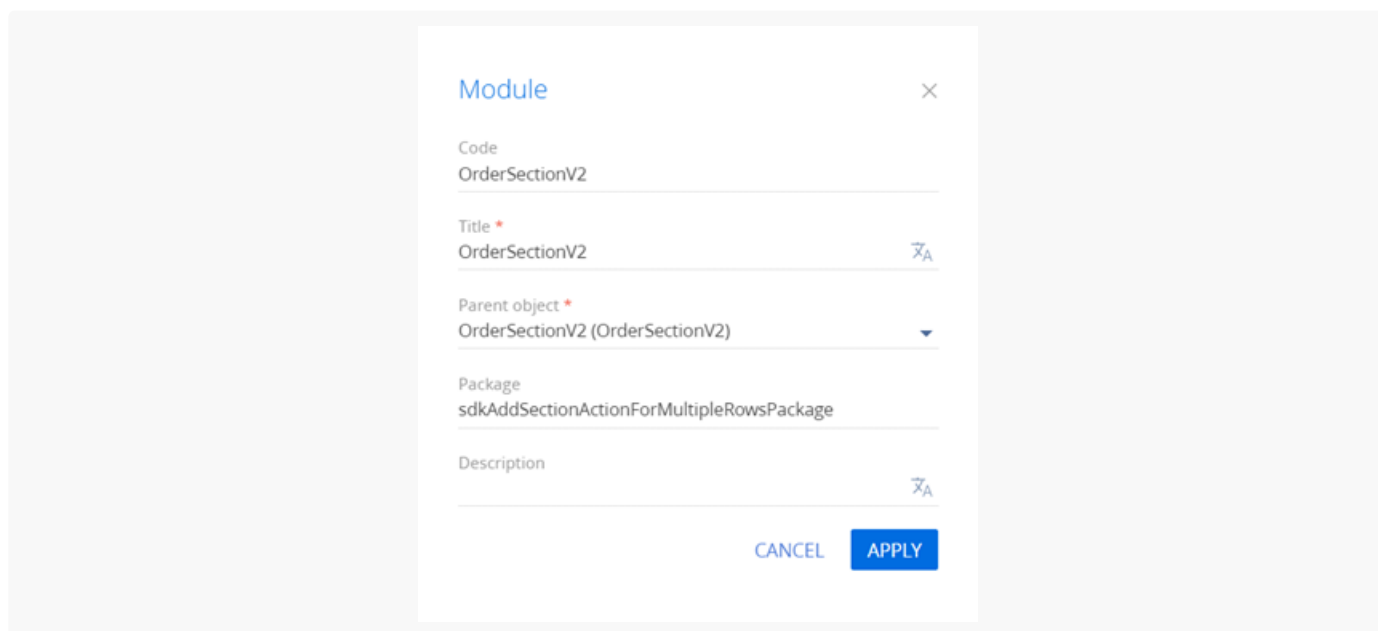 Module
Code
OrderSectionV2
Title *
OrderSectionV2
Parent object *
OrderSectionV2 (OrderSectionV2)
Package
sdkAddSectionActionForMultipleRowsPackage
Description
CANCEL APPLY